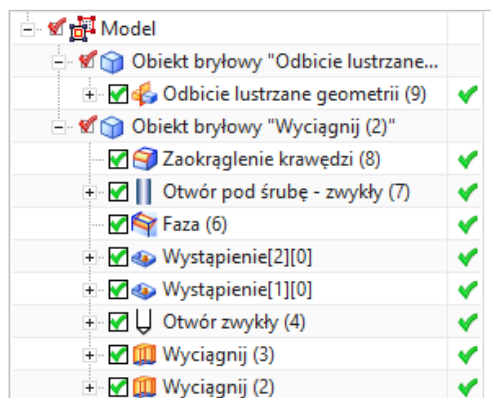 Model
Obiekt bryłowy "Odbicie lustrzane...
Odbicie lustrzane geometrii (9)
Obiekt bryłowy "Wyciągnij (2)"
Zaokrąglenie krawędzi (8)
Otwór pod śrubę - zwykły (7)
Faza (6)
Wystąpienie[2][0]
Wystąpienie[1][0]
Otwór zwykły (4)
Wyciągnij (3)
Wyciągnij (2)